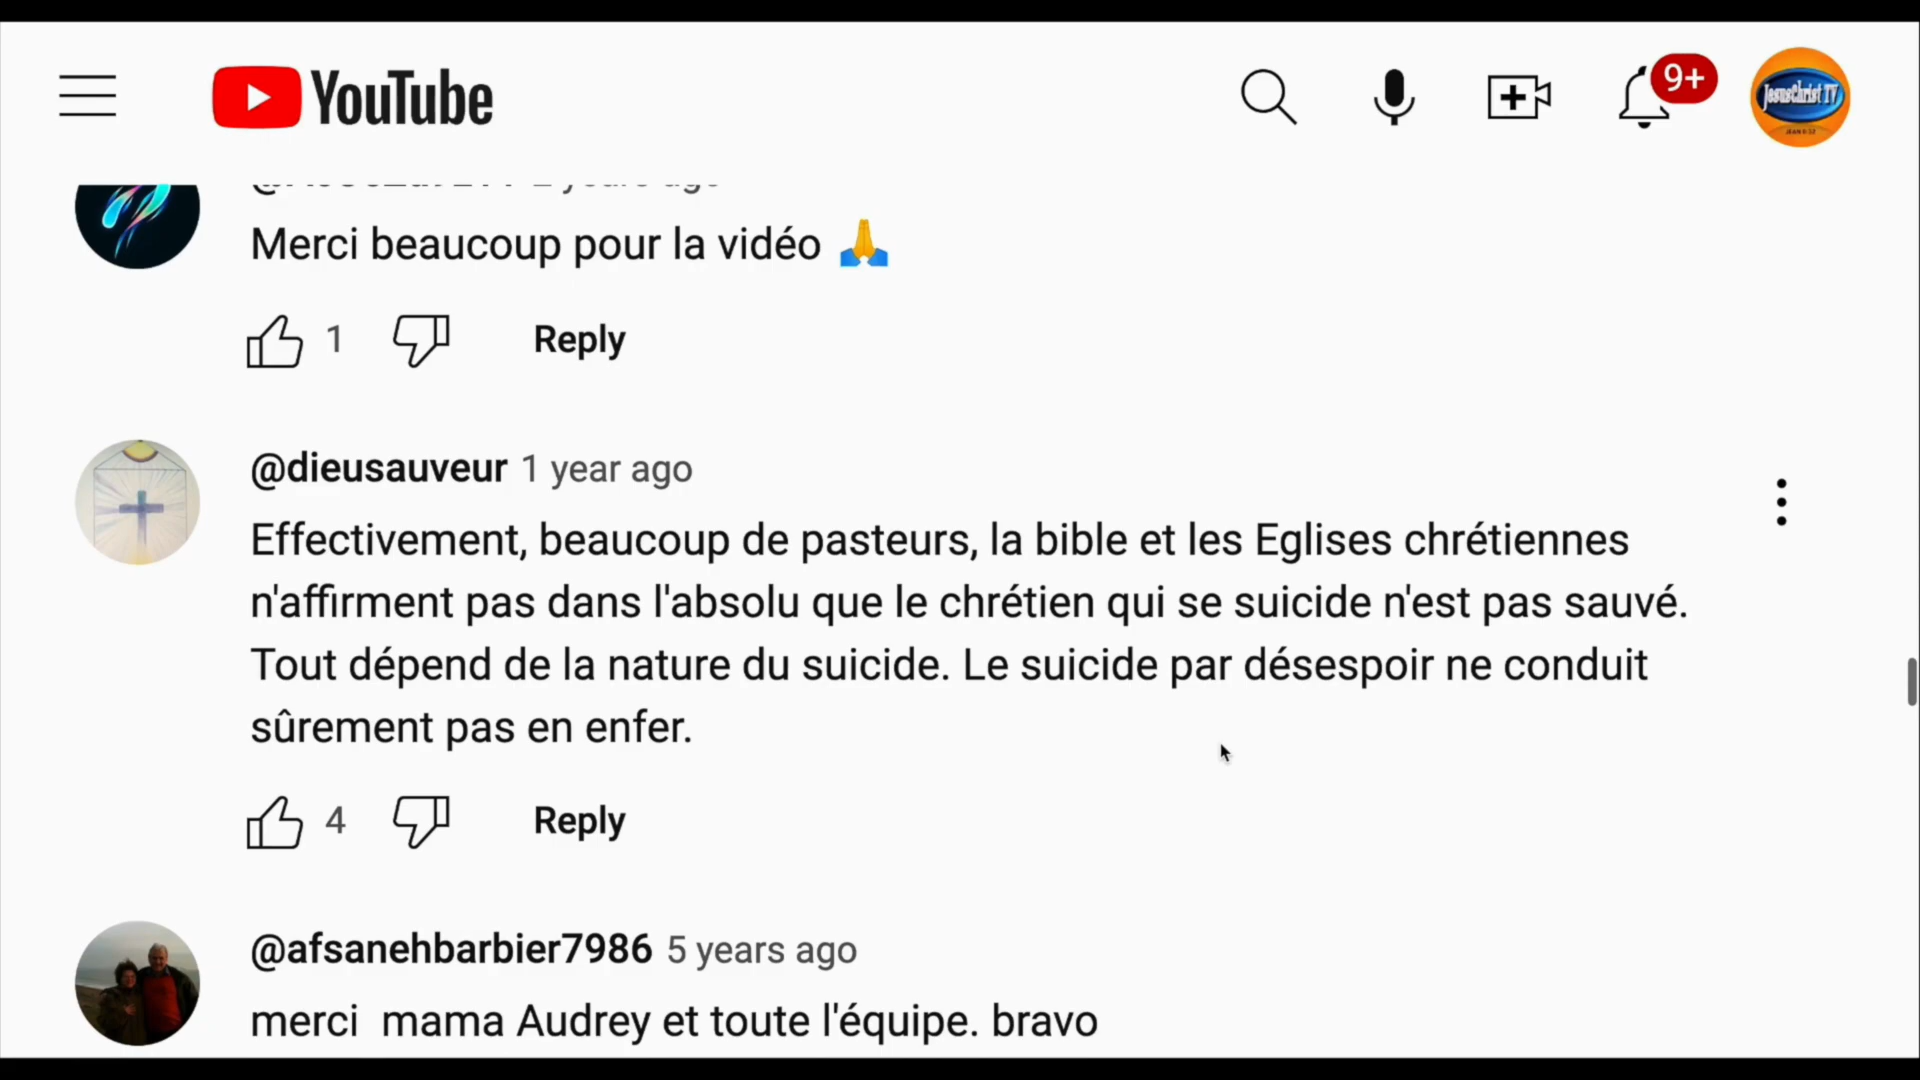 YouTube
9+
JesusChrist TV
Merci beaucoup pour la vidéo 🙏
1 Reply
@dieusauveur 1 year ago
Effectivement, beaucoup de pasteurs, la bible et les Eglises chrétiennes
n'affirment pas dans l'absolu que le chrétien qui se suicide n'est pas sauvé.
Tout dépend de la nature du suicide. Le suicide par désespoir ne conduit
sûrement pas en enfer.
4 Reply
@afsanehbarbier7986 5 years ago
merci  mama Audrey et toute l'équipe. bravo